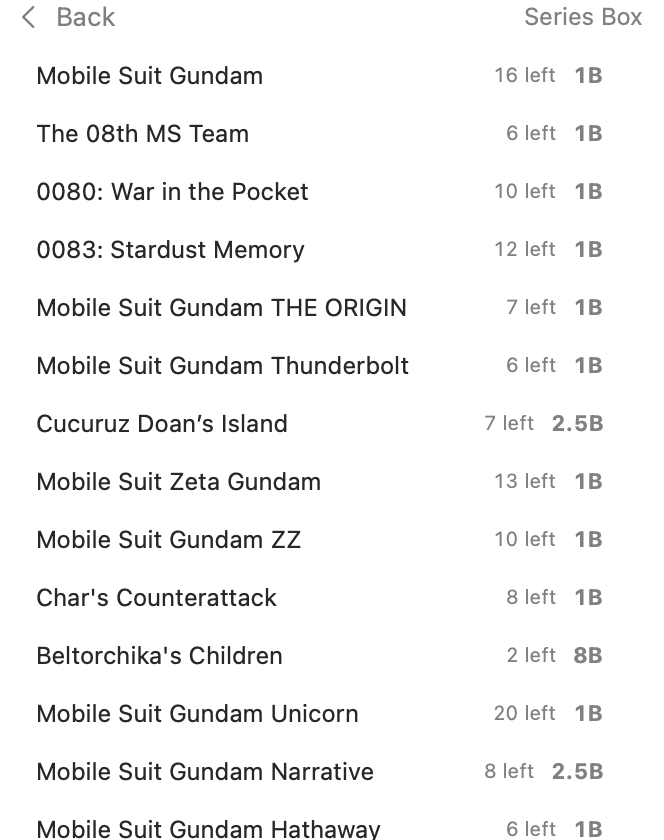 Back Series Box
Mobile Suit Gundam 16 left 1B
The 08th MS Team 6 left 1B
0080: War in the Pocket 10 left 1B
0083: Stardust Memory 12 left 1B
Mobile Suit Gundam THE ORIGIN 7 left 1B
Mobile Suit Gundam Thunderbolt 6 left 1B
Cucuruz Doan’s Island 7 left 2.5B
Mobile Suit Zeta Gundam 13 left 1B
Mobile Suit Gundam ZZ 10 left 1B
Char's Counterattack 8 left 1B
Beltorchika's Children 2 left 8B
Mobile Suit Gundam Unicorn 20 left 1B
Mobile Suit Gundam Narrative 8 left 2.5B
Mobile Suit Gundam Hathaway 6 left 1B